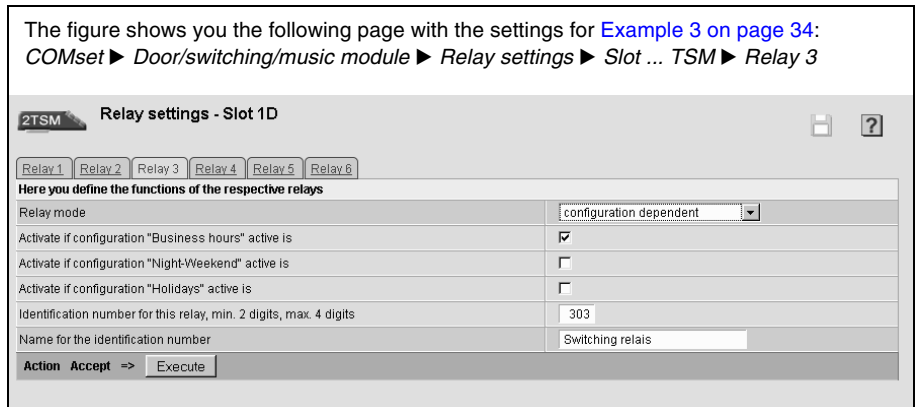 The figure shows you the following page with the settings for Example 3 on page 34:
COMset ▶ Door/switching/music module ▶ Relay settings ▶ Slot ... TSM ▶ Relay 3
2TSM Relay settings - Slot 1D ?
Relay 1 Relay 2 Relay 3 Relay 4 Relay 5 Relay 6
Here you define the functions of the respective relays
Relay mode configuration dependent
Activate if configuration "Business hours" active is
Activate if configuration "Night-Weekend" active is
Activate if configuration "Holidays" active is
Identification number for this relay, min. 2 digits, max. 4 digits 303
Name for the identification number Switching relais
Action Accept => Execute